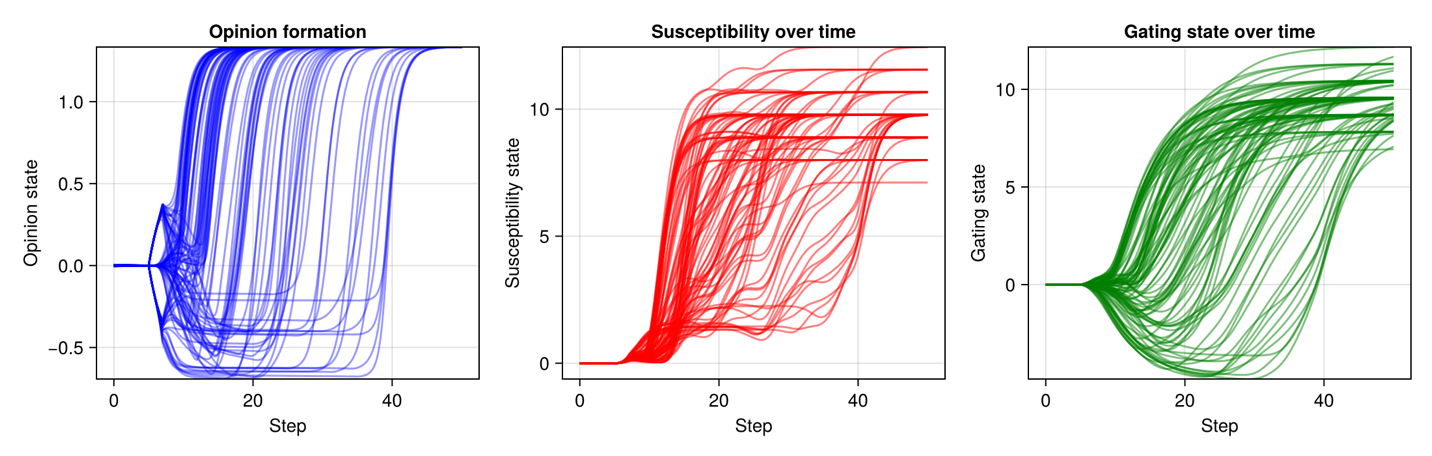 Opinion formation
Opinion state
1.0
0.5
0.0
−0.5
0
20
40
Step
Susceptibility over time
Susceptibility state
10
5
0
0
20
40
Step
Gating state over time
Gating state
10
5
0
0
20
40
Step